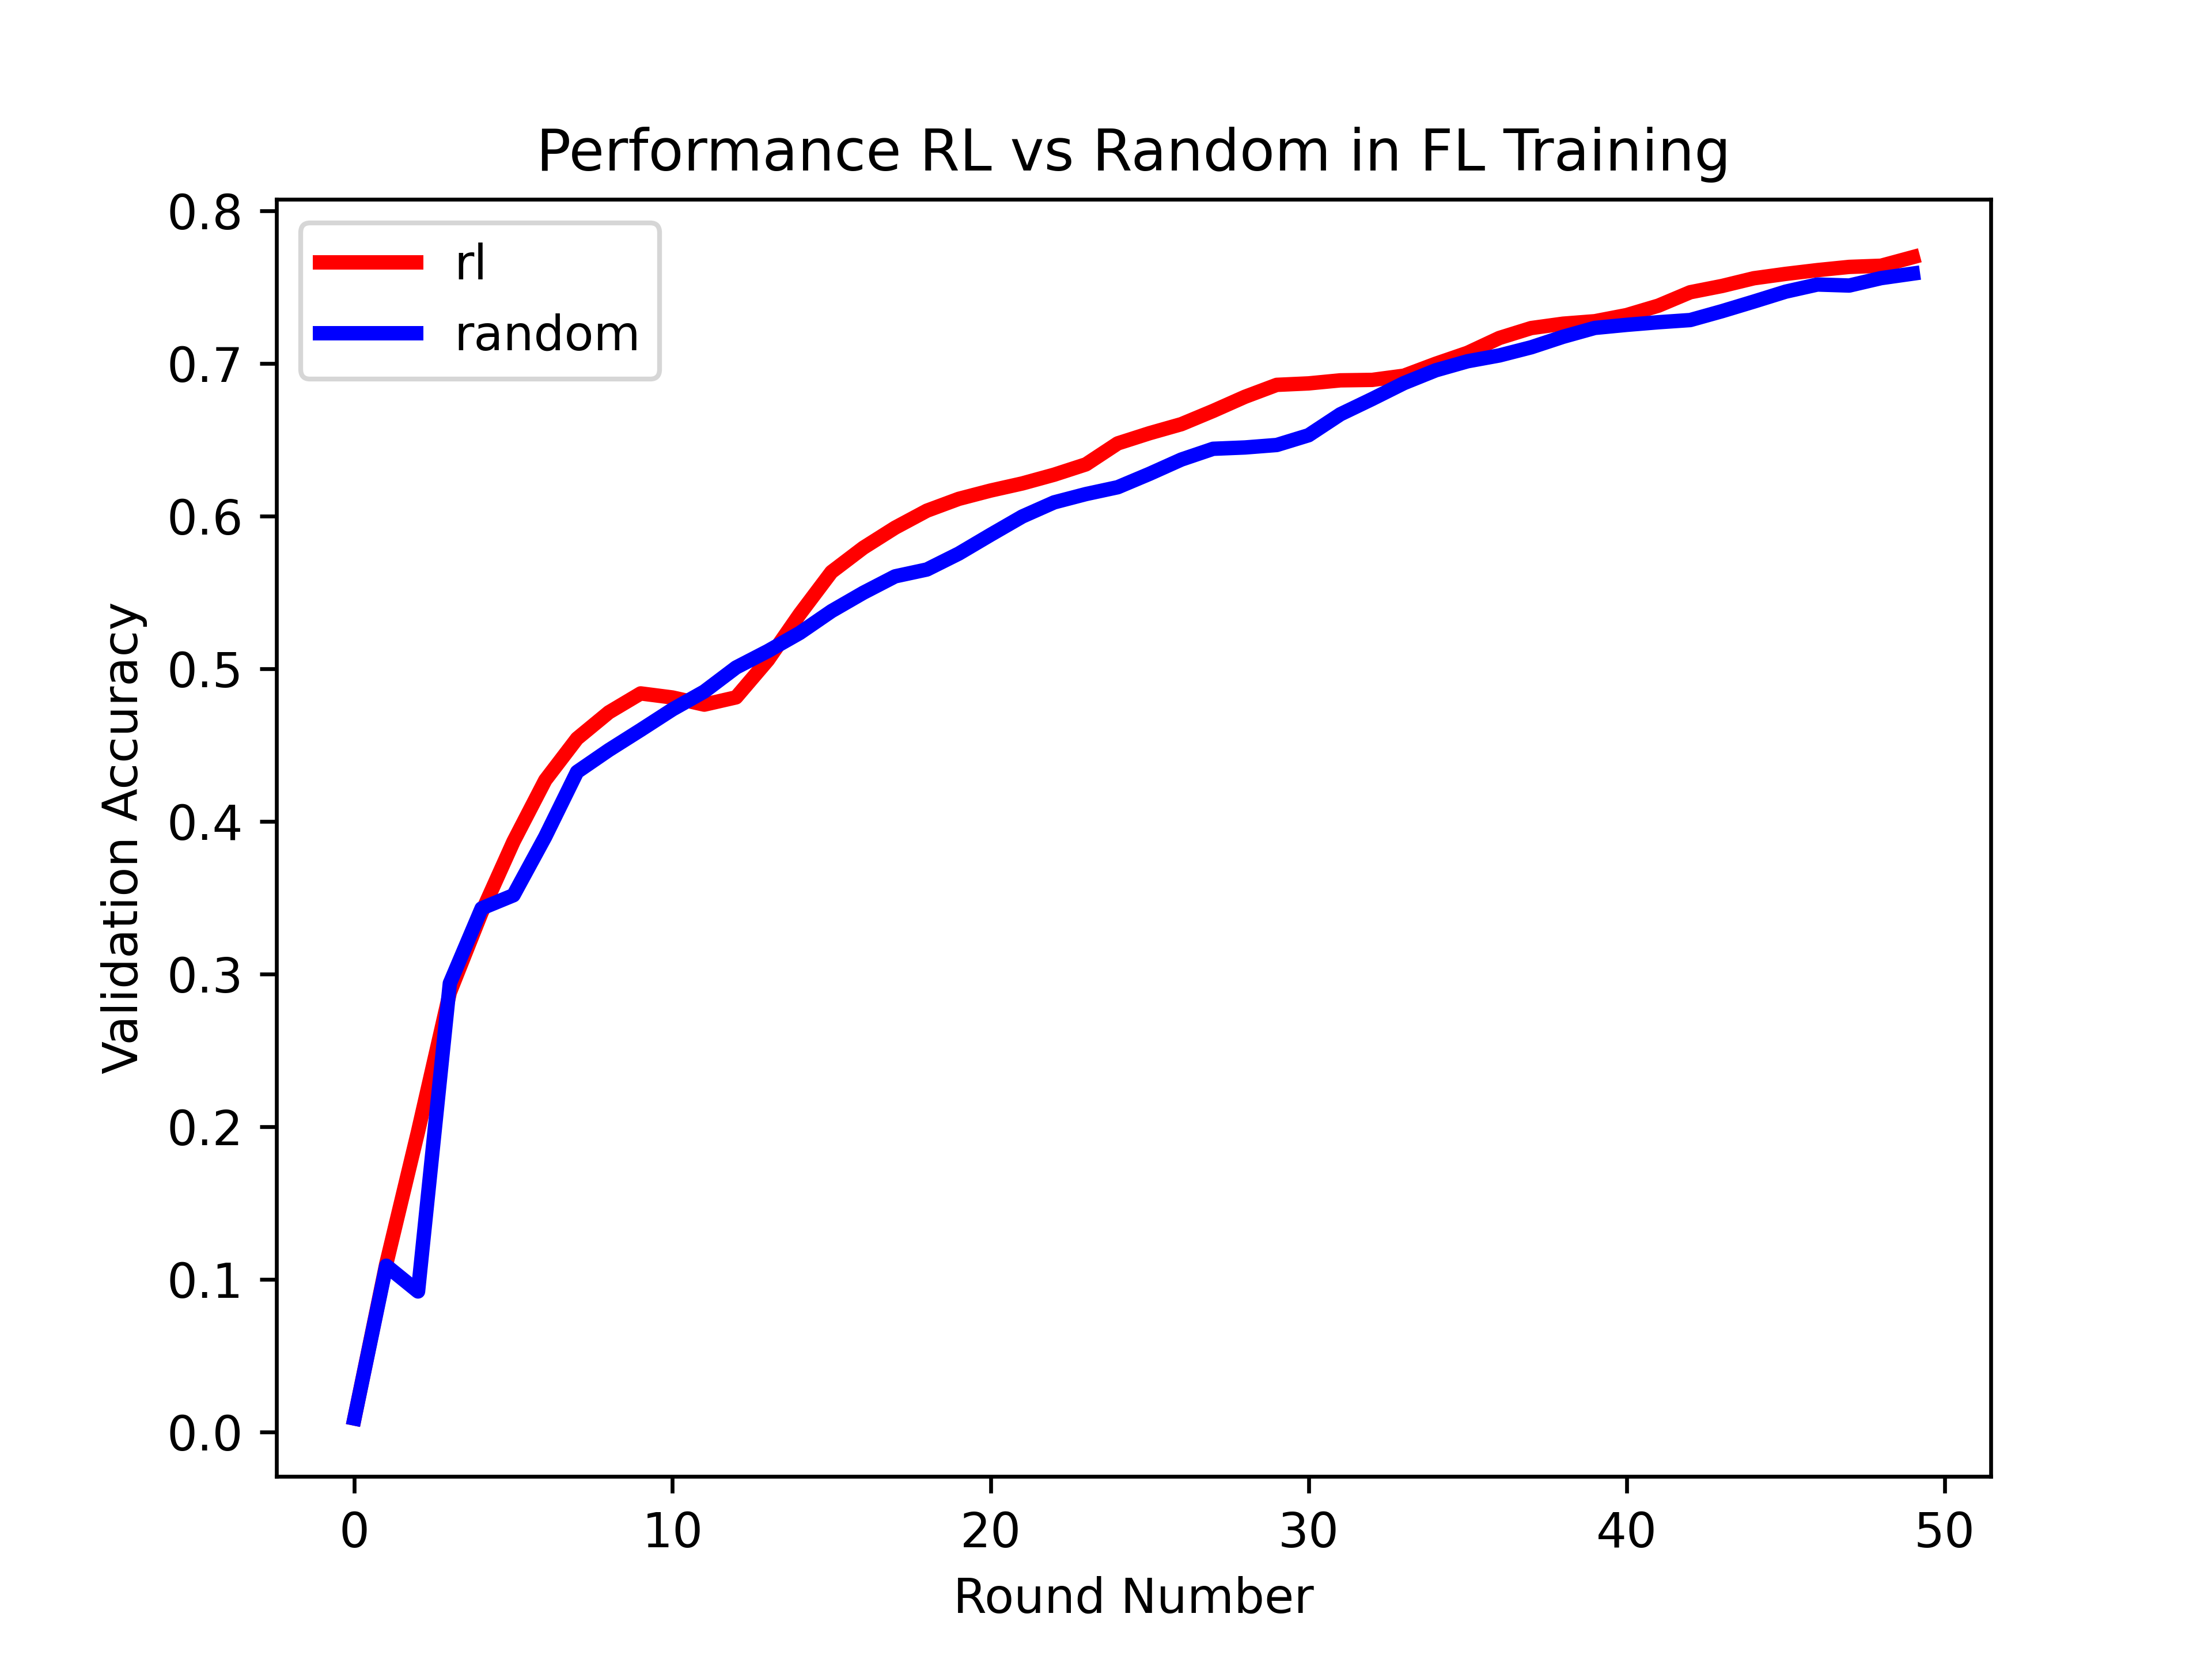 Performance RL vs Random in FL Training
rl
random
Validation Accuracy
0.8
0.7
0.6
0.5
0.4
0.3
0.2
0.1
0.0
0 10 20 30 40 50
Round Number